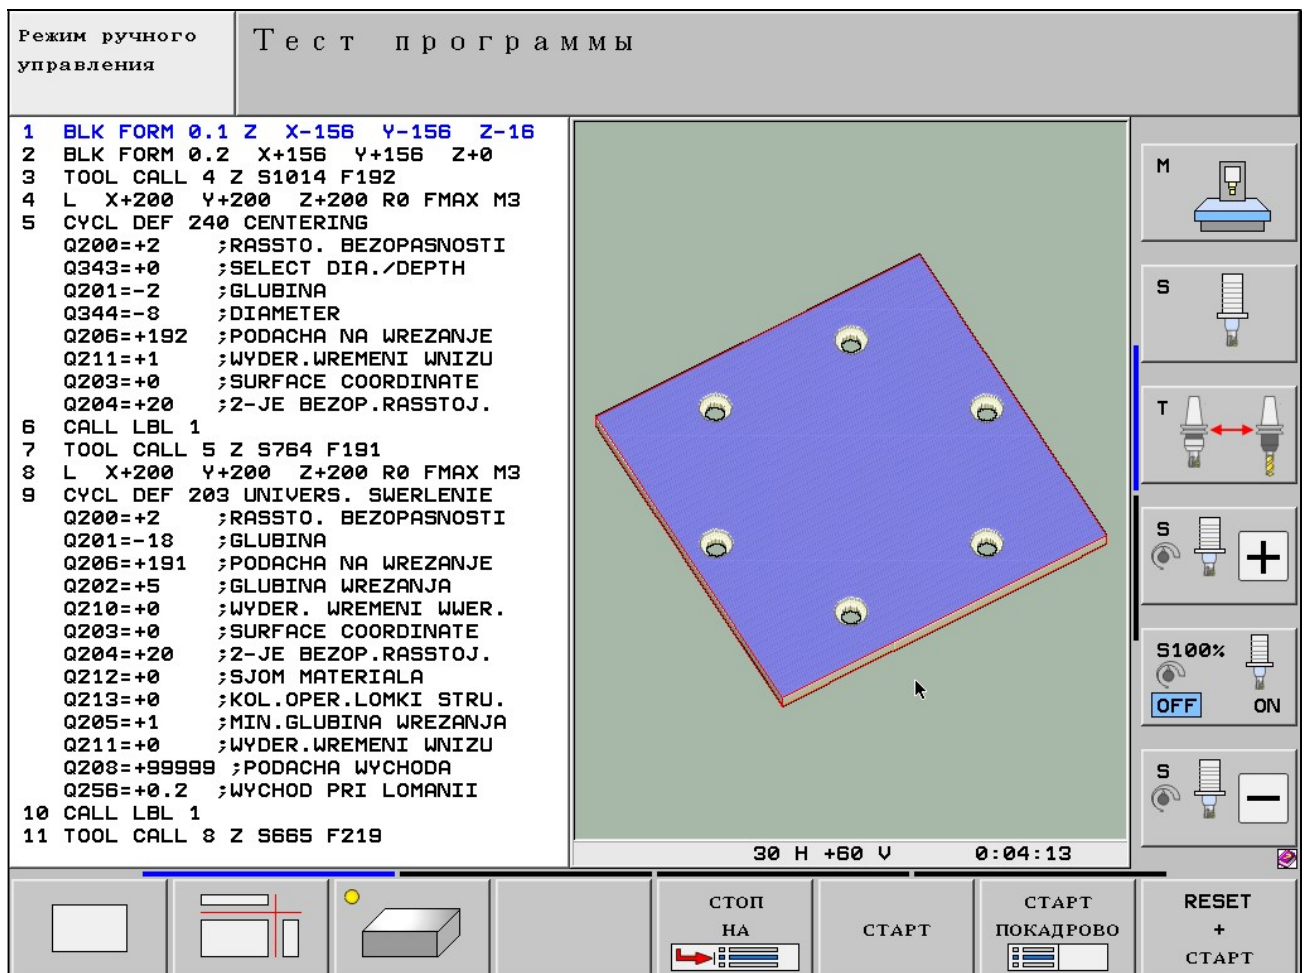 Режим ручного
управления
Тест программы
1 BLK FORM 0.1 Z X-156 Y-156 Z-16
2 BLK FORM 0.2 X+156 Y+156 Z+0
3 TOOL CALL 4 Z S1014 F192
4 L X+200 Y+200 Z+200 R0 FMAX M3
5 CYCL DEF 240 CENTERING
Q200=+2 ;RASSTO. BEZOPASNOSTI
Q343=+0 ;SELECT DIA./DEPTH
Q201=-2 ;GLUBINA
Q344=-8 ;DIAMETER
Q206=+192 ;PODACHA NA WREZANJE
Q211=+1 ;WYDER.WREMENI WNIZU
Q203=+0 ;SURFACE COORDINATE
Q204=+20 ;2-JE BEZOP.RASSTOJ.
6 CALL LBL 1
7 TOOL CALL 5 Z S764 F191
8 L X+200 Y+200 Z+200 R0 FMAX M3
9 CYCL DEF 203 UNIVERS. SWERLENIE
Q200=+2 ;RASSTO. BEZOPASNOSTI
Q201=-18 ;GLUBINA
Q206=+191 ;PODACHA NA WREZANJE
Q202=+5 ;GLUBINA WREZANJA
Q210=+0 ;WYDER. WREMENI WWER.
Q203=+0 ;SURFACE COORDINATE
Q204=+20 ;2-JE BEZOP.RASSTOJ.
Q212=+0 ;SJOM MATERIALA
Q213=+0 ;KOL.OPER.LOMKI STRU.
Q205=+1 ;MIN.GLUBINA WREZANJA
Q211=+0 ;WYDER.WREMENI WNIZU
Q208=+99999 ;PODACHA WYCHODA
Q256=+0.2 ;WYCHOD PRI LOMANII
10 CALL LBL 1
11 TOOL CALL 8 Z S665 F219
30 H +60 V 0:04:13
M
S
T
S
+
S100%
OFF ON
S
−
СТОП
НА
СТАРТ
СТАРТ
ПОКАДРОВО
RESET
+
СТАРТ